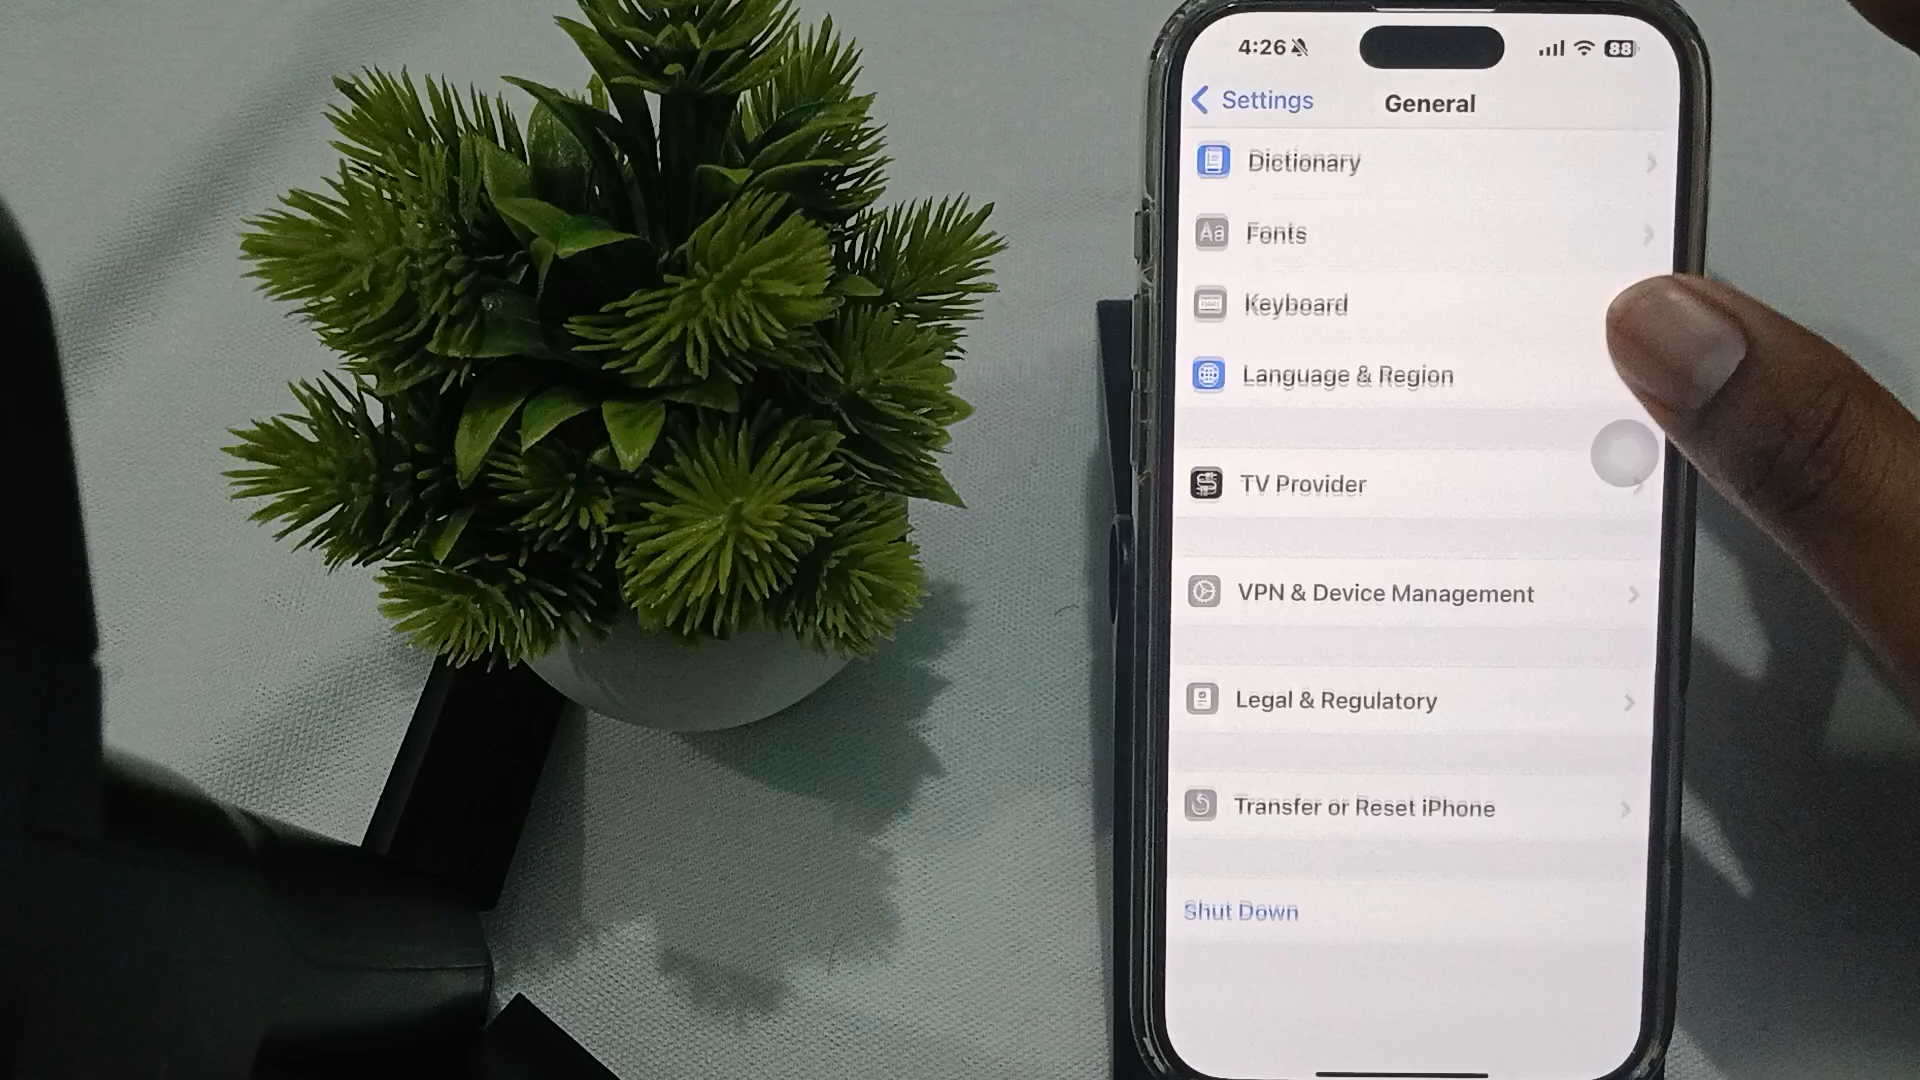 4:26
88
Settings
General
Dictionary
Aa
Fonts
Keyboard
Language & Region
TV Provider
VPN & Device Management
Legal & Regulatory
Transfer or Reset iPhone
Shut Down